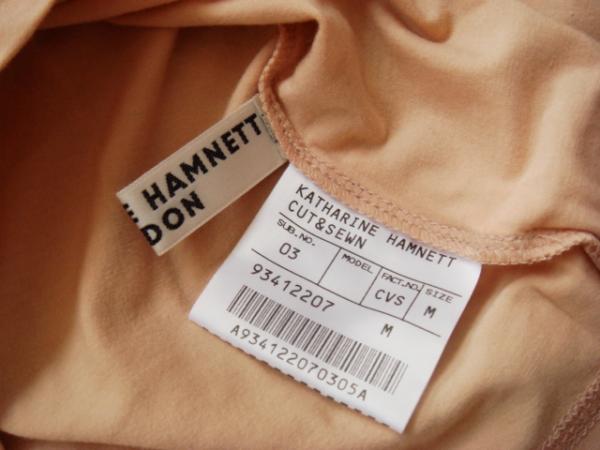 E HAMNETT
DON
KATHARINE HAMNETT
CUT&SEWN
SUB.NO. MODEL FACT.NO. SIZE
03 CVS M
93412207 M
A934122070305A